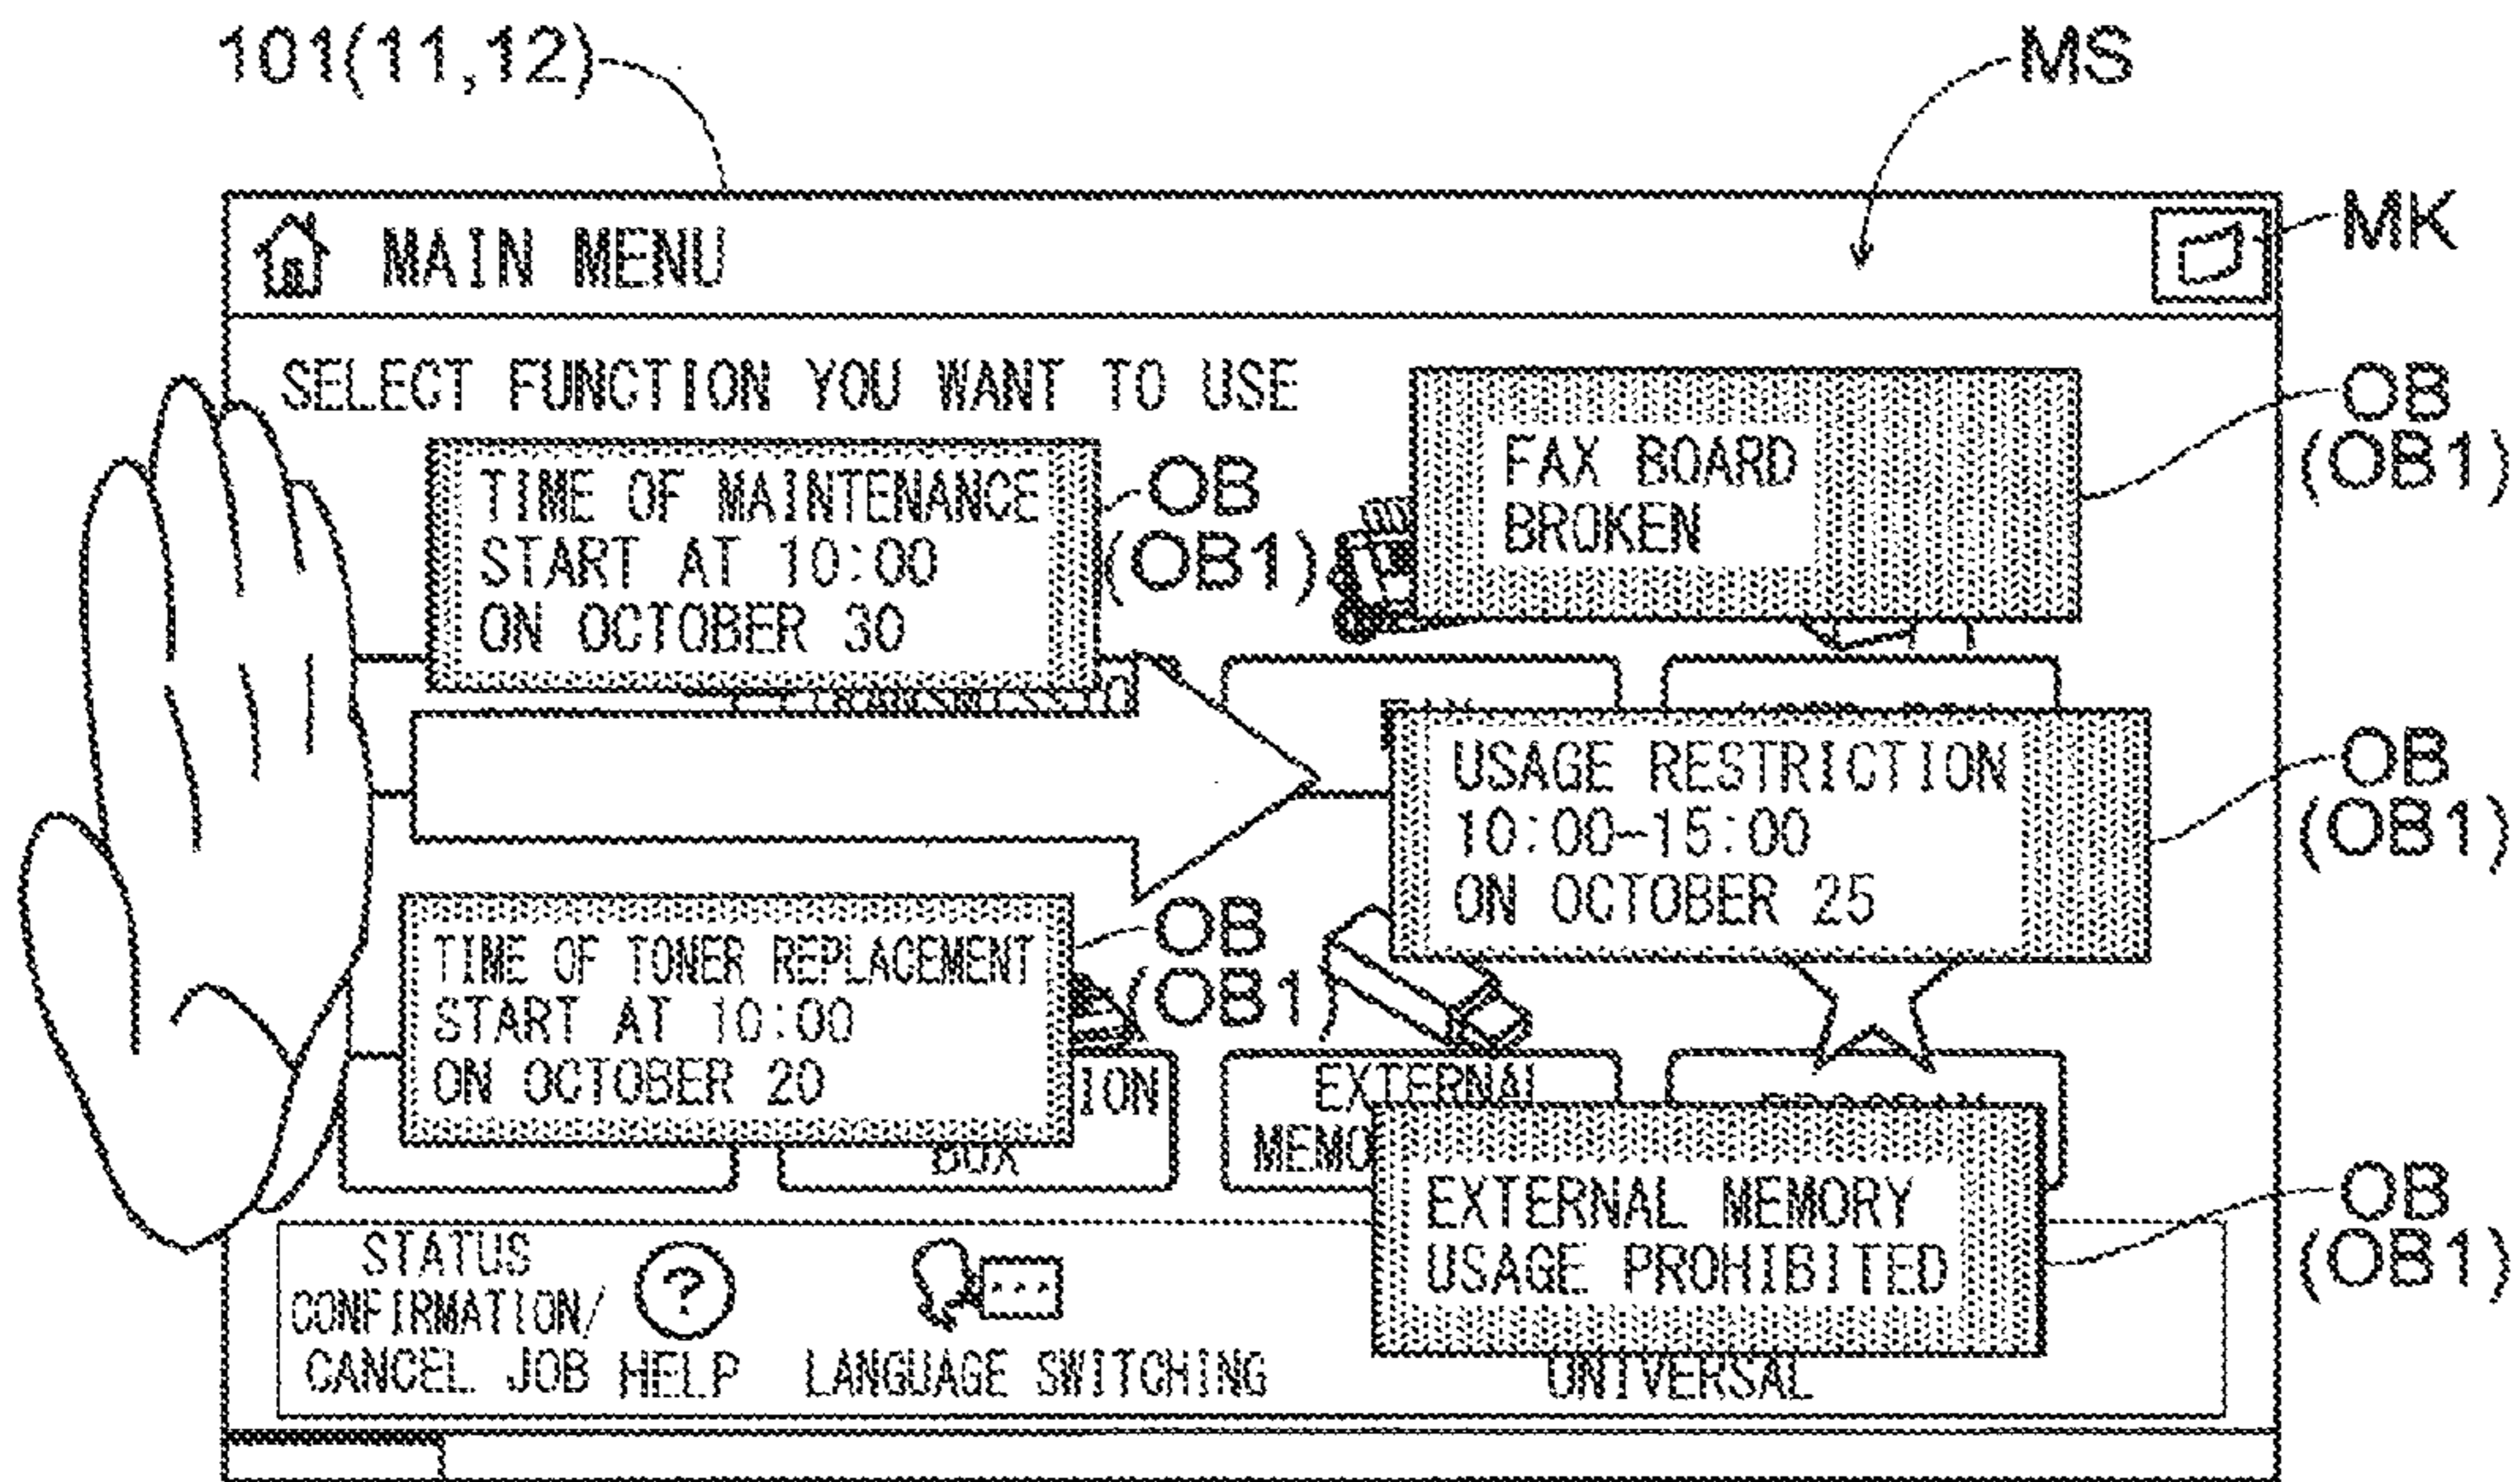 101(11,12)
MS
MAIN MENU
MK
SELECT FUNCTION YOU WANT TO USE
TIME OF MAINTENANCE
START AT 10:00
ON OCTOBER 30
OB
(OB1)
FAX BOARD
BROKEN
OB
(OB1)
USAGE RESTRICTION
10:00-15:00
ON OCTOBER 25
OB
(OB1)
TIME OF TONER REPLACEMENT
START AT 10:00
ON OCTOBER 20
OB
(OB1)
ION
BOX
EXTERNAL
MEMO
EXTERNAL MEMORY
USAGE PROHIBITED
OB
(OB1)
STATUS
CONFIRMATION/
CANCEL JOB
?
HELP
LANGUAGE SWITCHING
UNIVERSAL